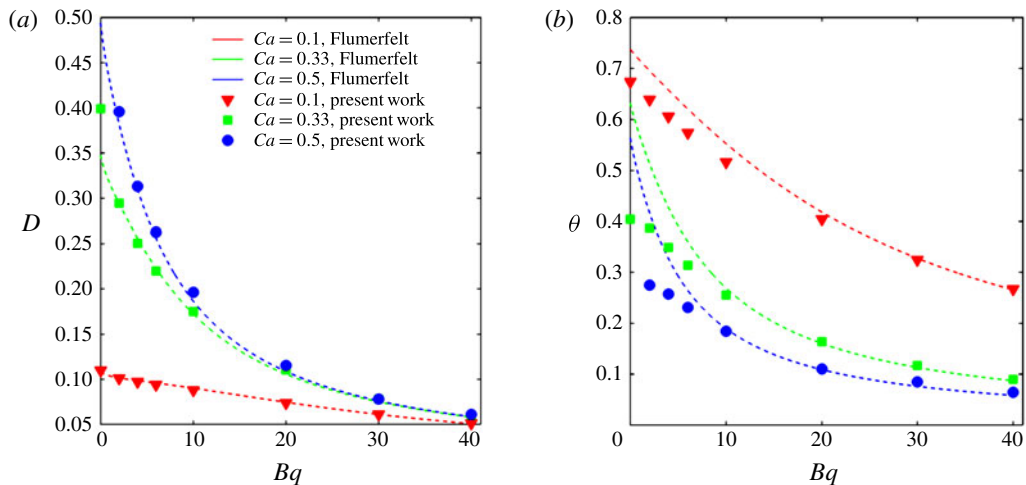 (a)
0.50
0.45
0.40
0.35
0.30
0.25
0.20
0.15
0.10
0.05
D
0 10 20 30 40
Bq
Ca = 0.1, Flumerfelt
Ca = 0.33, Flumerfelt
Ca = 0.5, Flumerfelt
Ca = 0.1, present work
Ca = 0.33, present work
Ca = 0.5, present work
(b)
0.8
0.7
0.6
0.5
0.4
0.3
0.2
0.1
θ
0 10 20 30 40
Bq